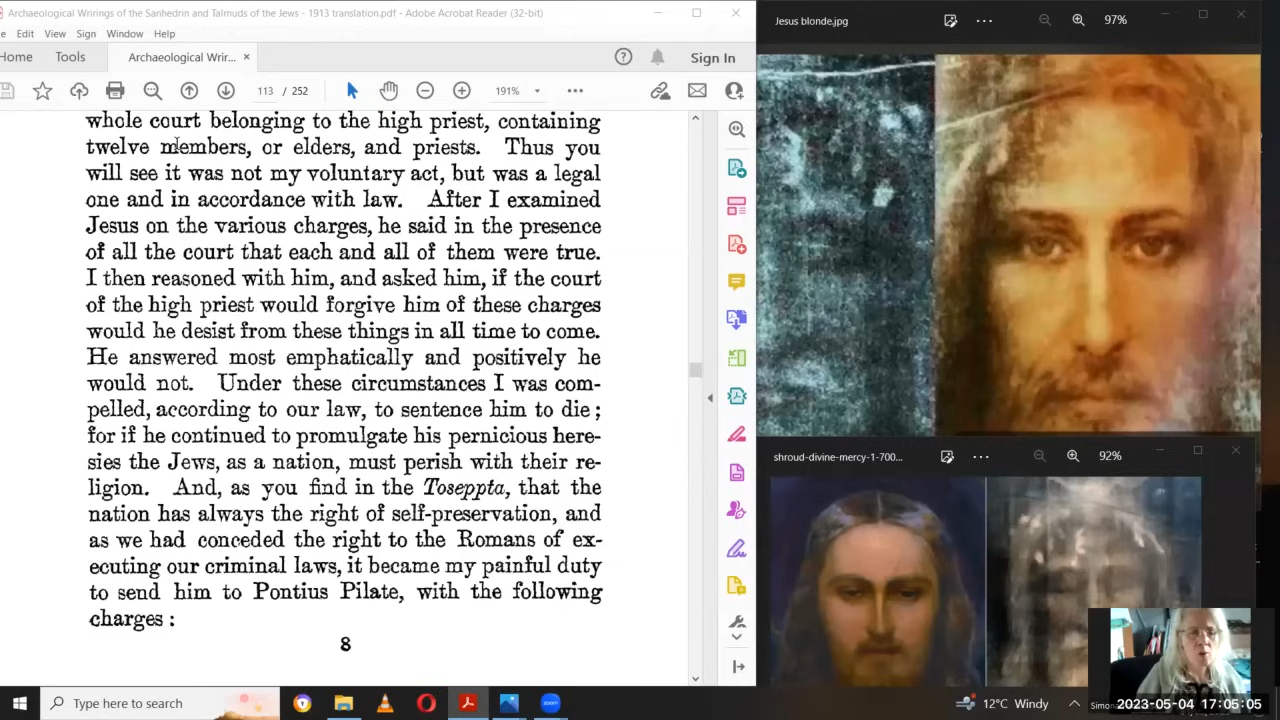 Archaeological Wrirings of the Sanhedrin and Talmuds of the Jews - 1913 translation.pdf - Adobe Acrobat Reader (32-bit)
Edit View Sign Window Help
Home Tools Archaeological Wrir... × Sign In
113 / 252 191%
whole court belonging to the high priest, containing
twelve members, or elders, and priests. Thus you
will see it was not my voluntary act, but was a legal
one and in accordance with law. After I examined
Jesus on the various charges, he said in the presence
of all the court that each and all of them were true.
I then reasoned with him, and asked him, if the court
of the high priest would forgive him of these charges
would he desist from these things in all time to come.
He answered most emphatically and positively he
would not. Under these circumstances I was com-
pelled, according to our law, to sentence him to die ;
for if he continued to promulgate his pernicious here-
sies the Jews, as a nation, must perish with their re-
ligion. And, as you find in the Toseppta, that the
nation has always the right of self-preservation, and
as we had conceded the right to the Romans of ex-
ecuting our criminal laws, it became my painful duty
to send him to Pontius Pilate, with the following
charges :
8
Jesus blonde.jpg 97%
shroud-divine-mercy-1-700... 92%
Type here to search
zoom
12°C Windy
Simona
2023-05-04 17:05:05